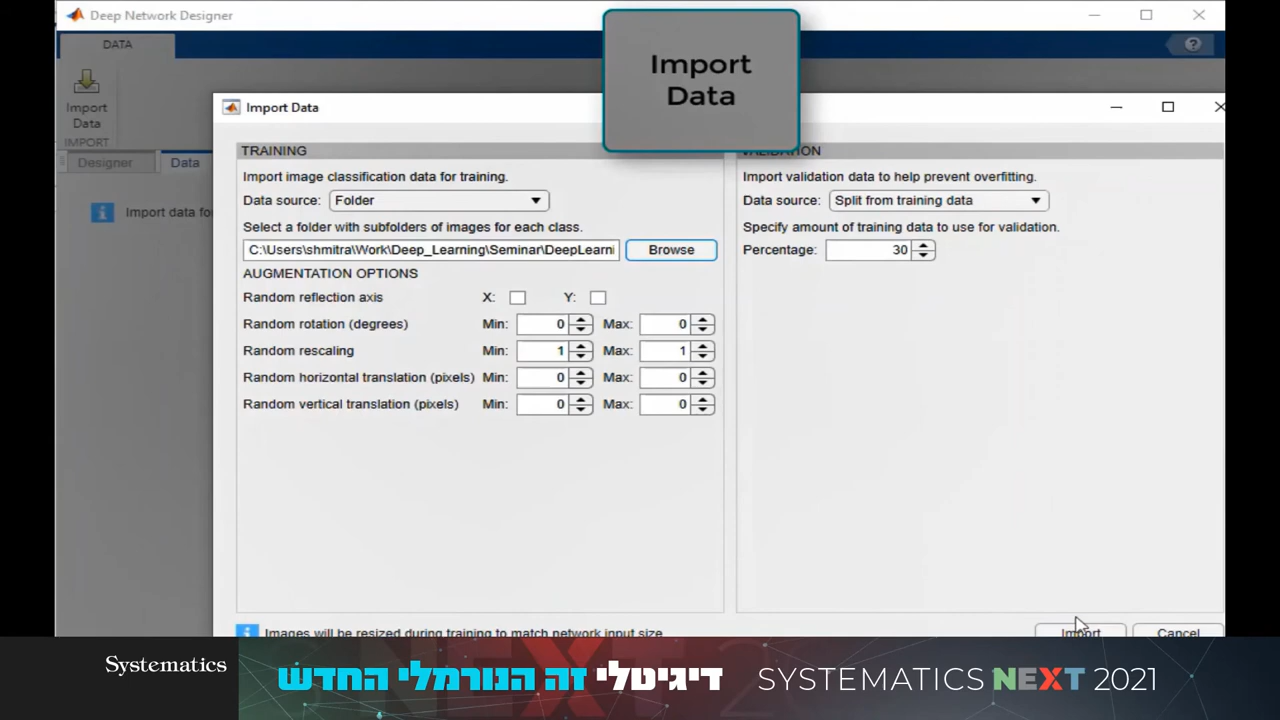 Deep Network Designer
DATA
Import
Data
Import
Data
IMPORT
Import Data
Designer
Data
Import data fo
TRAINING
Import image classification data for training.
Data source: Folder
Select a folder with subfolders of images for each class.
C:\Users\shmitra\Work\Deep_Learning\Seminar\DeepLearni
Browse
AUGMENTATION OPTIONS
Random reflection axis X: Y:
Random rotation (degrees) Min: 0 Max: 0
Random rescaling Min: 1 Max: 1
Random horizontal translation (pixels) Min: 0 Max: 0
Random vertical translation (pixels) Min: 0 Max: 0
Import validation data to help prevent overfitting.
Data source: Split from training data
Specify amount of training data to use for validation.
Percentage: 30
Images will be resized during training to match network input size
Import Cancel
Systematics
דיגיטלי זה הנורמלי החדש
SYSTEMATICS NEXT 2021